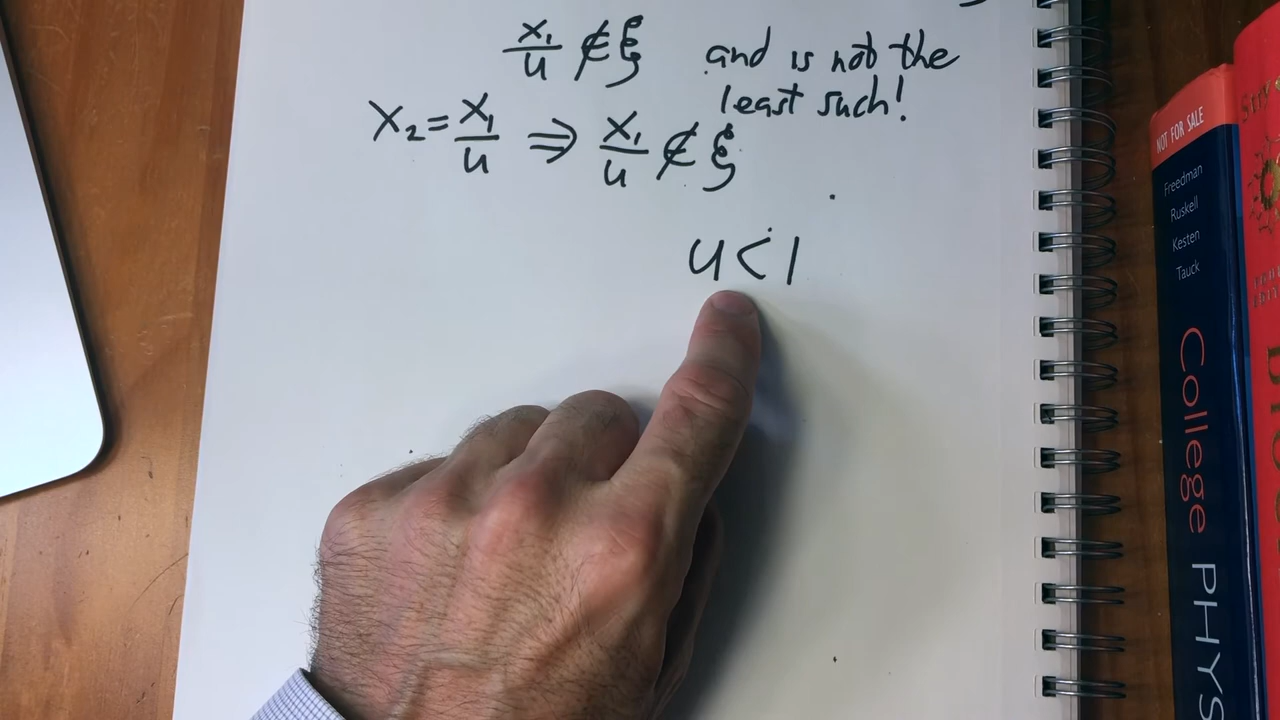 x₁/u ∉ ξ and is not the
least such!
X₂ = X₁/u ⇒ X₁/u ∉ ξ
u < 1
NOT FOR SALE
Freedman
Ruskell
Kesten
Tauck
College PHYS